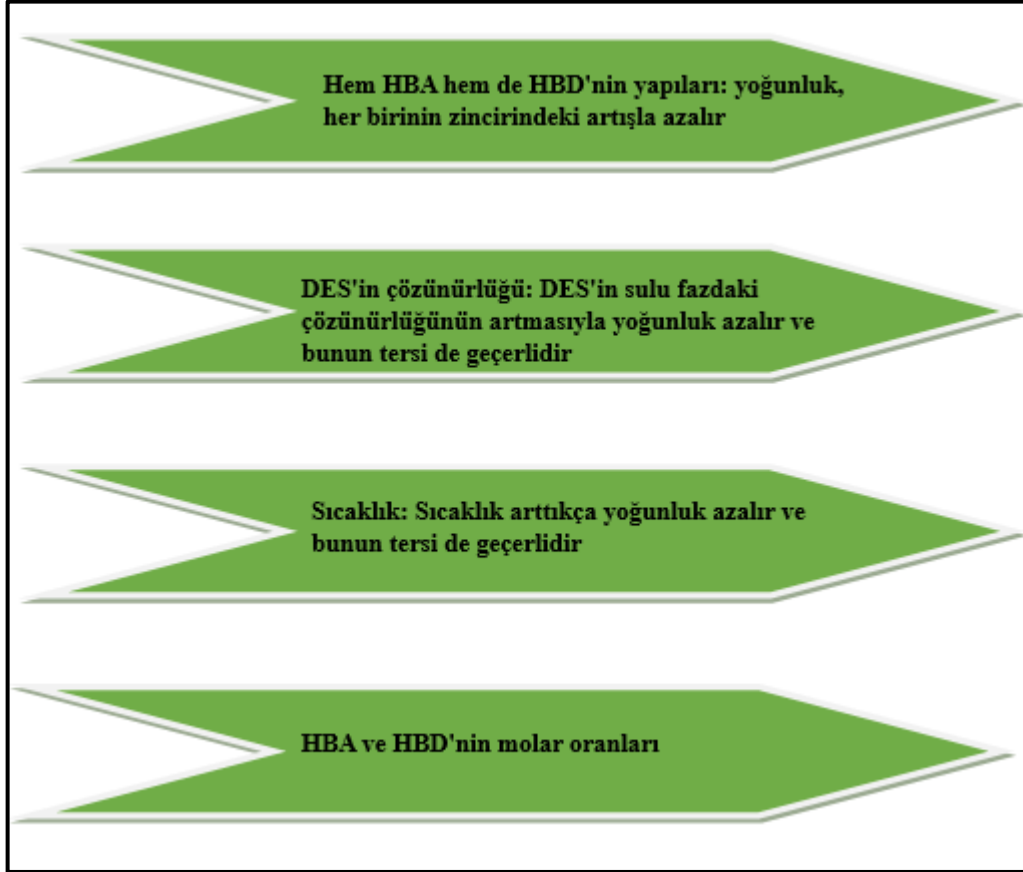 Hem HBA hem de HBD'nin yapıları: yoğunluk,
her birinin zincirindeki artışla azalır
DES'in çözünürlüğü: DES'in sulu fazdaki
çözünürlüğünün artmasıyla yoğunluk azalır ve
bunun tersi de geçerlidir
Sıcaklık: Sıcaklık arttıkça yoğunluk azalır ve
bunun tersi de geçerlidir
HBA ve HBD'nin molar oranları